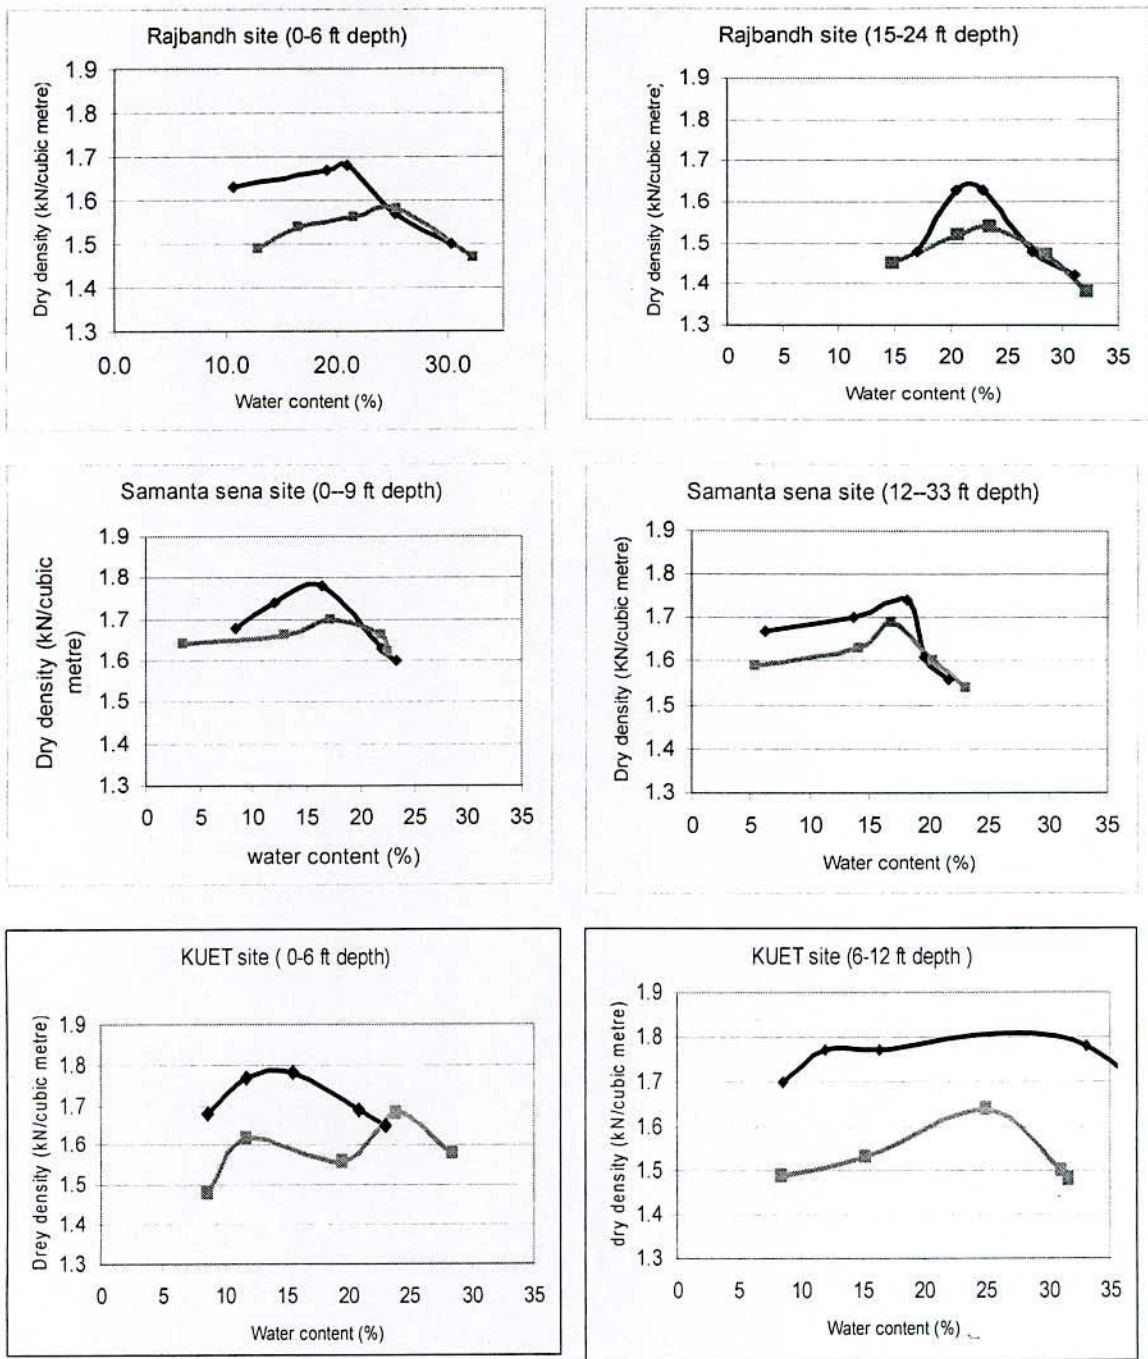 Rajbandh site (0-6 ft depth)
Dry density (kN/cubic metre)
1.9
1.8
1.7
1.6
1.5
1.4
1.3
0.0 10.0 20.0 30.0
Water content (%)
Rajbandh site (15-24 ft depth)
Dry density (kN/cubic metre)
1.9
1.8
1.7
1.6
1.5
1.4
1.3
0 5 10 15 20 25 30 35
Water content (%)
Samanta sena site (0--9 ft depth)
Dry density (kN/cubic
metre)
1.9
1.8
1.7
1.6
1.5
1.4
1.3
0 5 10 15 20 25 30 35
water content (%)
Samanta sena site (12--33 ft depth)
Dry density (KN/cubic metre)
1.9
1.8
1.7
1.6
1.5
1.4
1.3
0 5 10 15 20 25 30 35
Water content (%)
KUET site ( 0-6 ft depth)
Drey density (kN/cubic metre)
1.9
1.8
1.7
1.6
1.5
1.4
1.3
0 5 10 15 20 25 30 35
Water content (%)
KUET site (6-12 ft depth )
dry density (kN/cubic metre)
1.9
1.8
1.7
1.6
1.5
1.4
1.3
0 5 10 15 20 25 30 35
Water content (%)